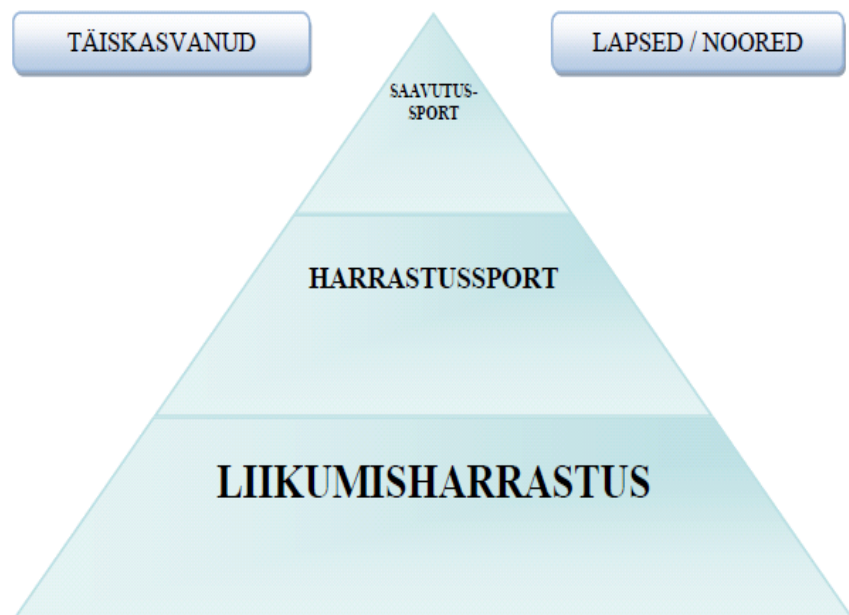 TÄISKASVANUD
LAPSED / NOORED
SAAVUTUS-
SPORT
HARRASTUSSPORT
LIIKUMISHARRASTUS